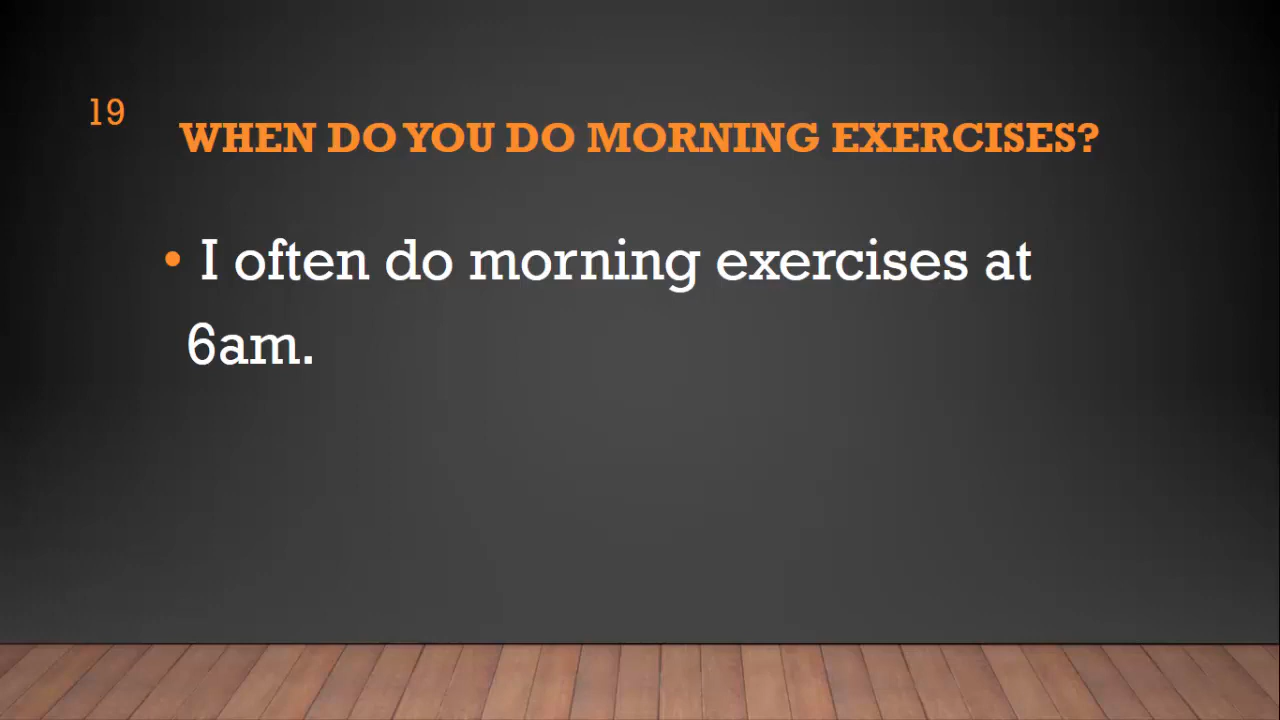 19
WHEN DO YOU DO MORNING EXERCISES?
• I often do morning exercises at
6am.